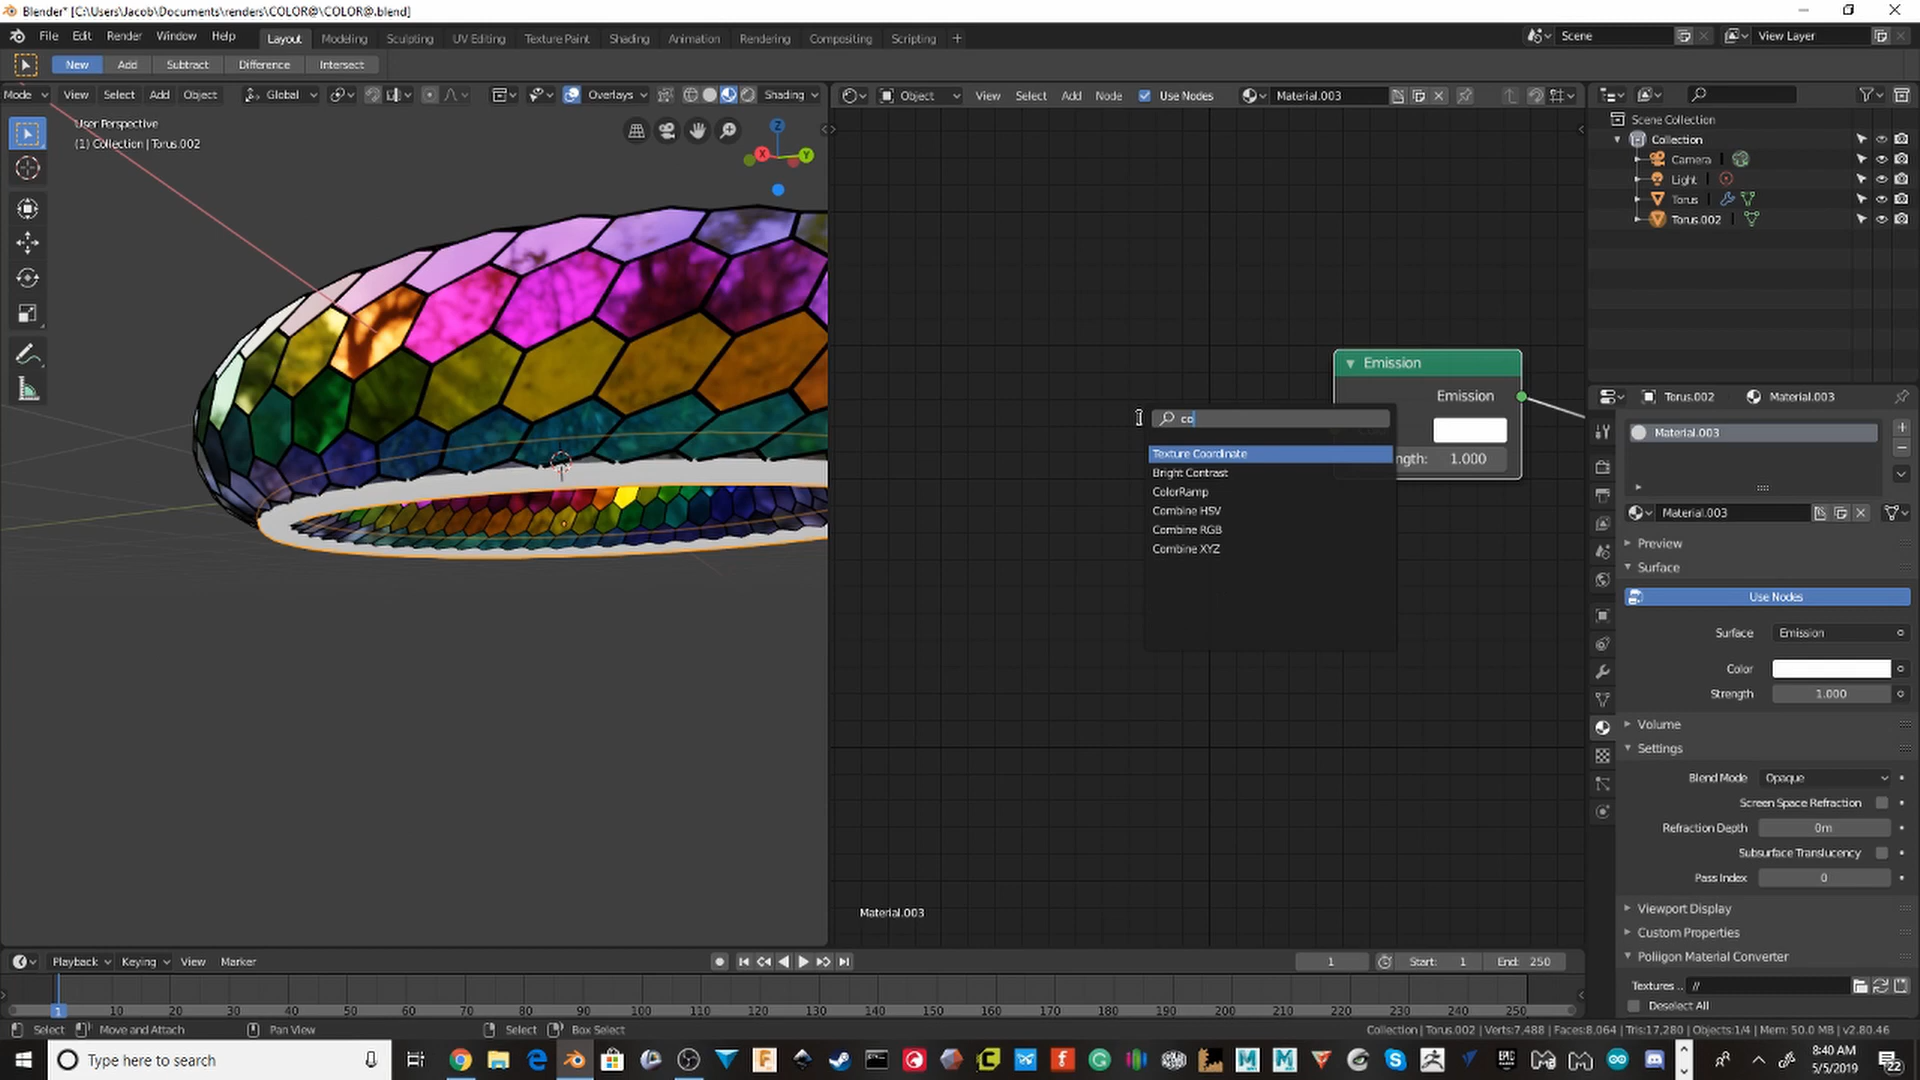 Blender* [C:\Users\Jacob\Documents\renders\COLOR@\COLOR@.blend]
File Edit Render Window Help Layout Modeling Sculpting UV Editing Texture Paint Shading Animation Rendering Compositing Scripting + Scene View Layer
New Add Subtract Difference Intersect
Mode View Select Add Object Global Overlays Shading
Object View Select Add Node Use Nodes Material.003
User Perspective
(1) Collection | Torus.002
Z
X
Y
Scene Collection
Collection
Camera
Light
Torus
Torus.002
Emission
Emission
ngth: 1.000
co
Texture Coordinate
Bright Contrast
ColorRamp
Combine HSV
Combine RGB
Combine XYZ
Material.003
Torus.002 Material.003
Material.003
Material.003
Preview
Surface
Use Nodes
Surface Emission
Color
Strength 1.000
Volume
Settings
Blend Mode Opaque
Screen Space Refraction
Refraction Depth 0m
Subsurface Translucency
Pass Index 0
Viewport Display
Custom Properties
Poliigon Material Converter
Textures .. //
Deselect All
Playback Keying View Marker 1 Start: 1 End: 250
1 10 20 30 40 50 60 70 80 90 100 110 120 130 140 150 160 170 180 190 200 210 220 230 240 250
Select Move and Attach Pan View Select Box Select Collection | Torus.002 | Verts:7,488 | Faces:8,064 | Tris:17,280 | Objects:1/4 | Mem: 50.0 MB | v2.80.46
Type here to search
8:40 AM
5/5/2019
22